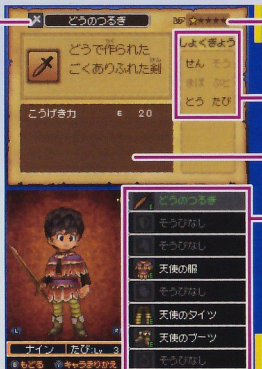 どうのつるぎ
レア ★★★★★
どうで作られた
ごくありふれた剣
しょくぎょう
せん そう
まほ ぶと
とう たび
こうげき力 E 20
どうのつるぎ
そうびなし
そうびなし
天使の服
そうびなし
天使のタイツ
天使のブーツ
そうびなし
ナイン たび:Lv 3
B もどる Y キャラきりかえ